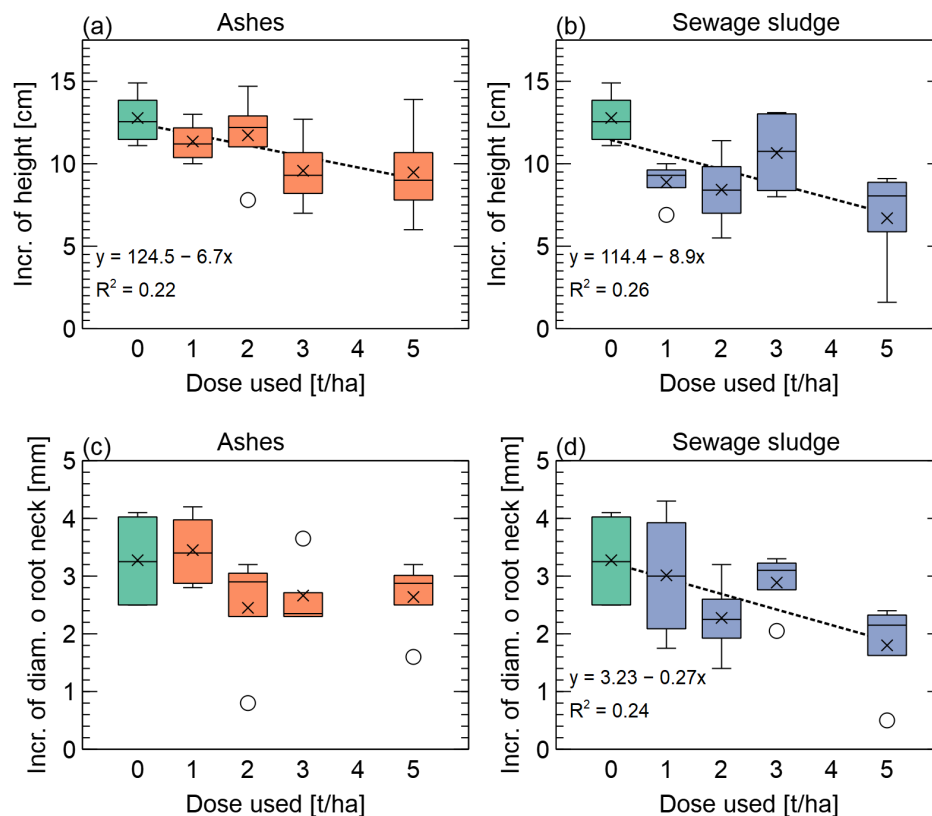 (a)
Ashes
Incr. of height [cm]
15
10
5
0
y = 124.5 − 6.7x
R² = 0.22
0 1 2 3 4 5
Dose used [t/ha]
(b)
Sewage sludge
Incr. of height [cm]
15
10
5
0
y = 114.4 − 8.9x
R² = 0.26
0 1 2 3 4 5
Dose used [t/ha]
(c)
Ashes
Incr. of diam. o root neck [mm]
5
4
3
2
1
0
0 1 2 3 4 5
Dose used [t/ha]
(d)
Sewage sludge
Incr. of diam. o root neck [mm]
5
4
3
2
1
0
y = 3.23 − 0.27x
R² = 0.24
0 1 2 3 4 5
Dose used [t/ha]